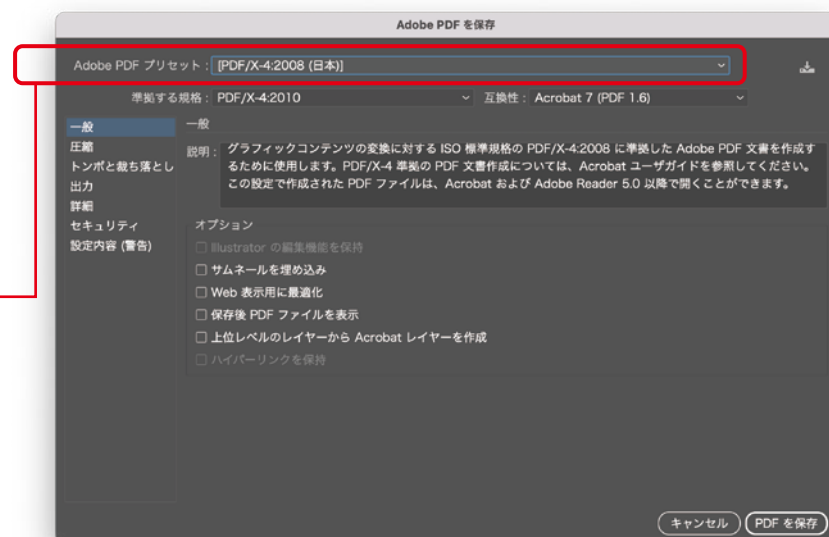 Adobe PDF を保存
Adobe PDF プリセット : [PDF/X-4:2008 (日本)]
準拠する規格 : PDF/X-4:2010 互換性 : Acrobat 7 (PDF 1.6)
一般
圧縮
トンボと裁ち落とし
出力
詳細
セキュリティ
設定内容 (警告)
一般
説明 : グラフィックコンテンツの変換に対する ISO 標準規格の PDF/X-4:2008 に準拠した Adobe PDF 文書を作成す
るために使用します。PDF/X-4 準拠の PDF 文書作成については、Acrobat ユーザガイドを参照してください。
この設定で作成された PDF ファイルは、Acrobat および Adobe Reader 5.0 以降で開くことができます。
オプション
Illustrator の編集機能を保持
サムネールを埋め込み
Web 表示用に最適化
保存後 PDF ファイルを表示
上位レベルのレイヤーから Acrobat レイヤーを作成
ハイパーリンクを保持
キャンセル PDF を保存